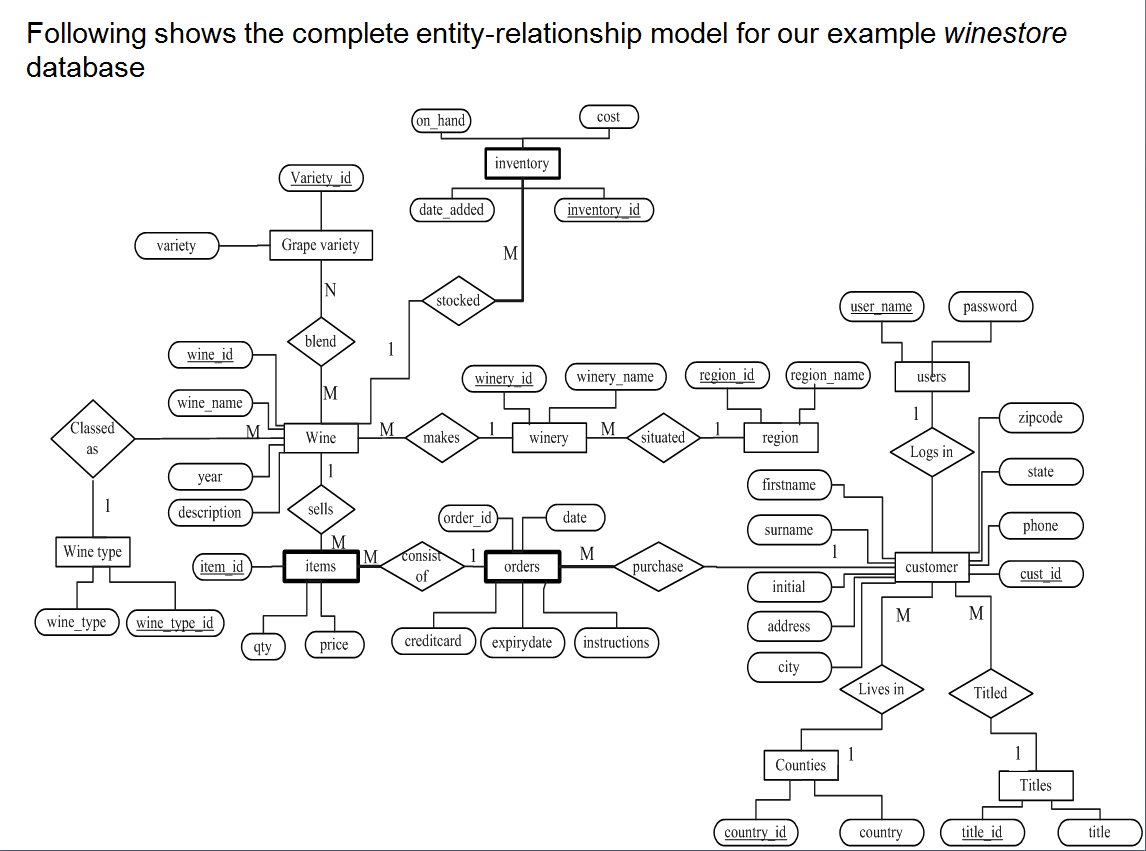 Following shows the complete entity-relationship model for our example winestore
database
on_hand
cost
inventory
date_added
inventory_id
Variety_id
variety
Grape variety
N
M
stocked
blend
1
M
user_name
password
users
1
wine_id
wine_name
winery_id
winery_name
region_id
region_name
Classed
as
M
Wine
M
makes
1
winery
M
situated
1
region
Logs in
zipcode
state
phone
cust_id
year
description
1
sells
M
1
Wine type
wine_type
wine_type_id
item_id
items
qty
price
M
consist
of
1
order_id
date
orders
creditcard
expirydate
instructions
M
purchase
1
firstname
surname
initial
address
city
customer
M
M
Lives in
Titled
Counties
1
1
Titles
country_id
country
title_id
title